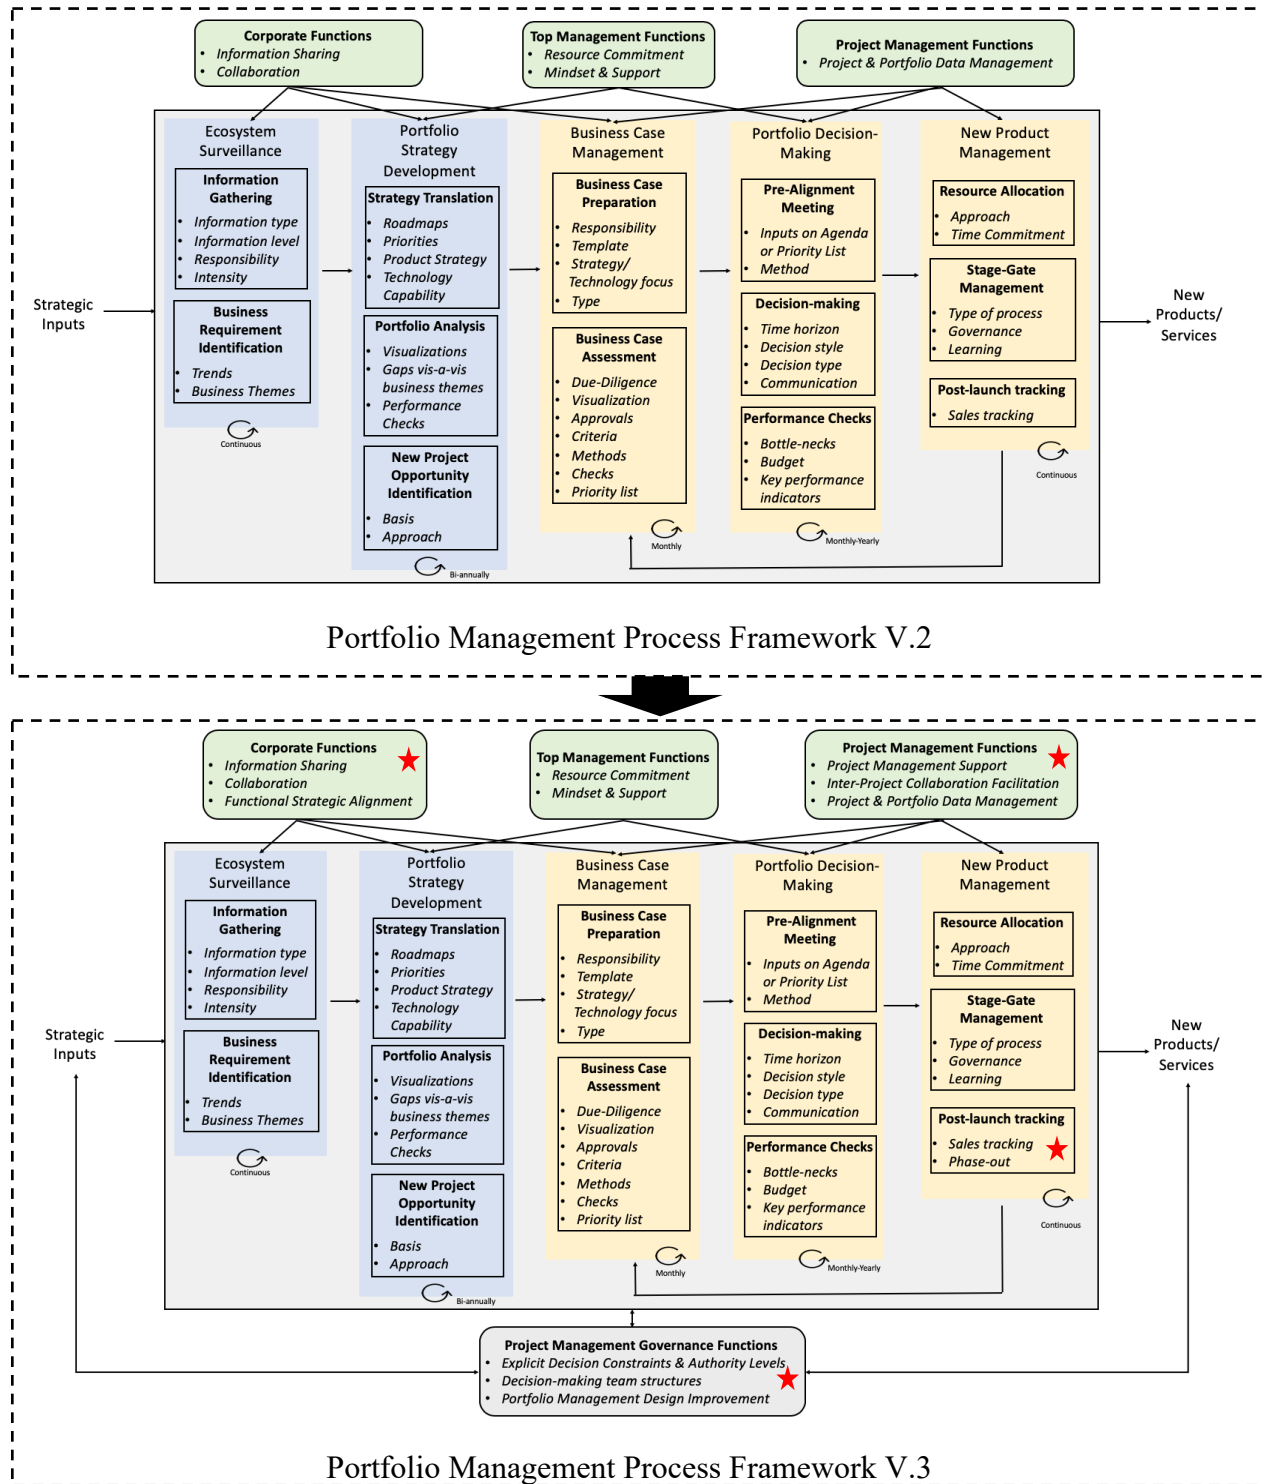 Corporate Functions
• Information Sharing
• Collaboration
Top Management Functions
• Resource Commitment
• Mindset & Support
Project Management Functions
• Project & Portfolio Data Management
Strategic
Inputs
Ecosystem
Surveillance
Information
Gathering
• Information type
• Information level
• Responsibility
• Intensity
Business
Requirement
Identification
• Trends
• Business Themes
Continuous
Portfolio
Strategy
Development
Strategy Translation
• Roadmaps
• Priorities
• Product Strategy
• Technology
Capability
Portfolio Analysis
• Visualizations
• Gaps vis-a-vis
business themes
• Performance
Checks
New Project
Opportunity
Identification
• Basis
• Approach
Bi-annually
Business Case
Management
Business Case
Preparation
• Responsibility
• Template
• Strategy/
Technology focus
• Type
Business Case
Assessment
• Due-Diligence
• Visualization
• Approvals
• Criteria
• Methods
• Checks
• Priority list
Monthly
Portfolio Decision-
Making
Pre-Alignment
Meeting
• Inputs on Agenda
or Priority List
• Method
Decision-making
• Time horizon
• Decision style
• Decision type
• Communication
Performance Checks
• Bottle-necks
• Budget
• Key performance
indicators
Monthly-Yearly
New Product
Management
Resource Allocation
• Approach
• Time Commitment
Stage-Gate
Management
• Type of process
• Governance
• Learning
Post-launch tracking
• Sales tracking
Continuous
New
Products/
Services
Portfolio Management Process Framework V.2
Corporate Functions
• Information Sharing
• Collaboration
• Functional Strategic Alignment
Top Management Functions
• Resource Commitment
• Mindset & Support
Project Management Functions
• Project Management Support
• Inter-Project Collaboration Facilitation
• Project & Portfolio Data Management
Strategic
Inputs
Ecosystem
Surveillance
Information
Gathering
• Information type
• Information level
• Responsibility
• Intensity
Business
Requirement
Identification
• Trends
• Business Themes
Continuous
Portfolio
Strategy
Development
Strategy Translation
• Roadmaps
• Priorities
• Product Strategy
• Technology
Capability
Portfolio Analysis
• Visualizations
• Gaps vis-a-vis
business themes
• Performance
Checks
New Project
Opportunity
Identification
• Basis
• Approach
Bi-annually
Business Case
Management
Business Case
Preparation
• Responsibility
• Template
• Strategy/
Technology focus
• Type
Business Case
Assessment
• Due-Diligence
• Visualization
• Approvals
• Criteria
• Methods
• Checks
• Priority list
Monthly
Portfolio Decision-
Making
Pre-Alignment
Meeting
• Inputs on Agenda
or Priority List
• Method
Decision-making
• Time horizon
• Decision style
• Decision type
• Communication
Performance Checks
• Bottle-necks
• Budget
• Key performance
indicators
Monthly-Yearly
New Product
Management
Resource Allocation
• Approach
• Time Commitment
Stage-Gate
Management
• Type of process
• Governance
• Learning
Post-launch tracking
• Sales tracking
• Phase-out
Continuous
New
Products/
Services
Project Management Governance Functions
• Explicit Decision Constraints & Authority Levels
• Decision-making team structures
• Portfolio Management Design Improvement
Portfolio Management Process Framework V.3